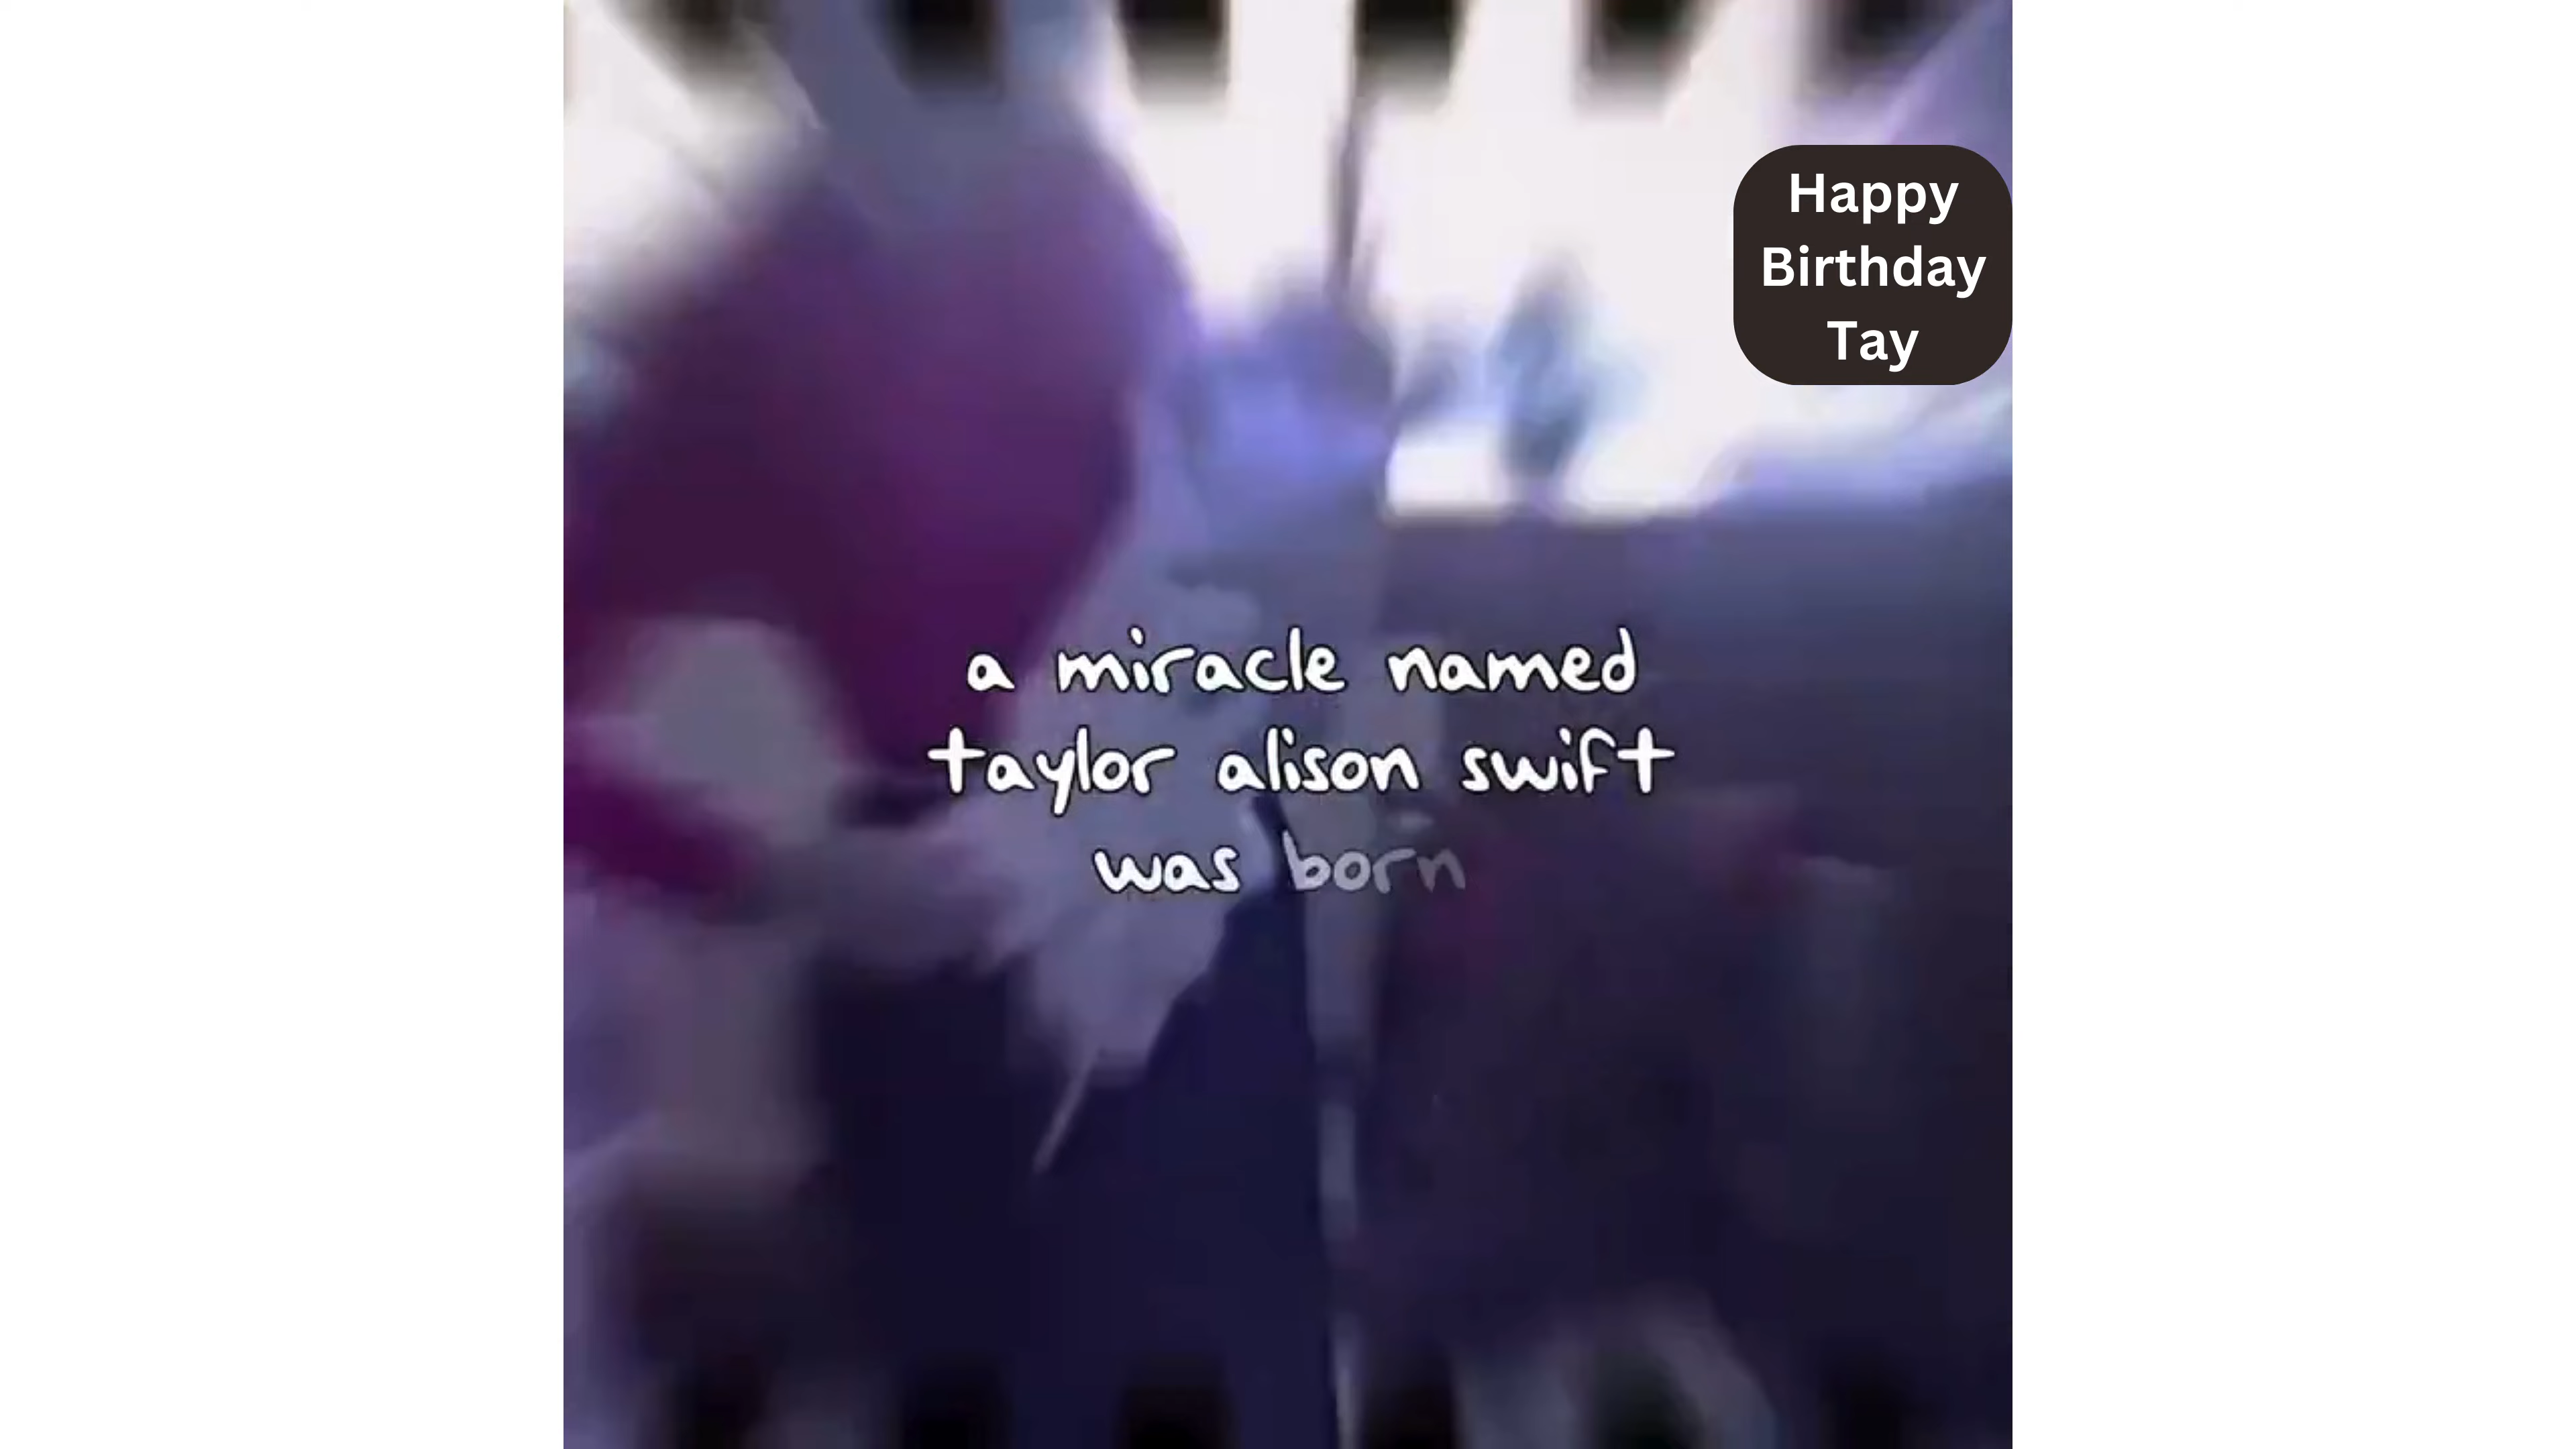 Happy
Birthday
Tay
a miracle named
taylor alison swift
was born